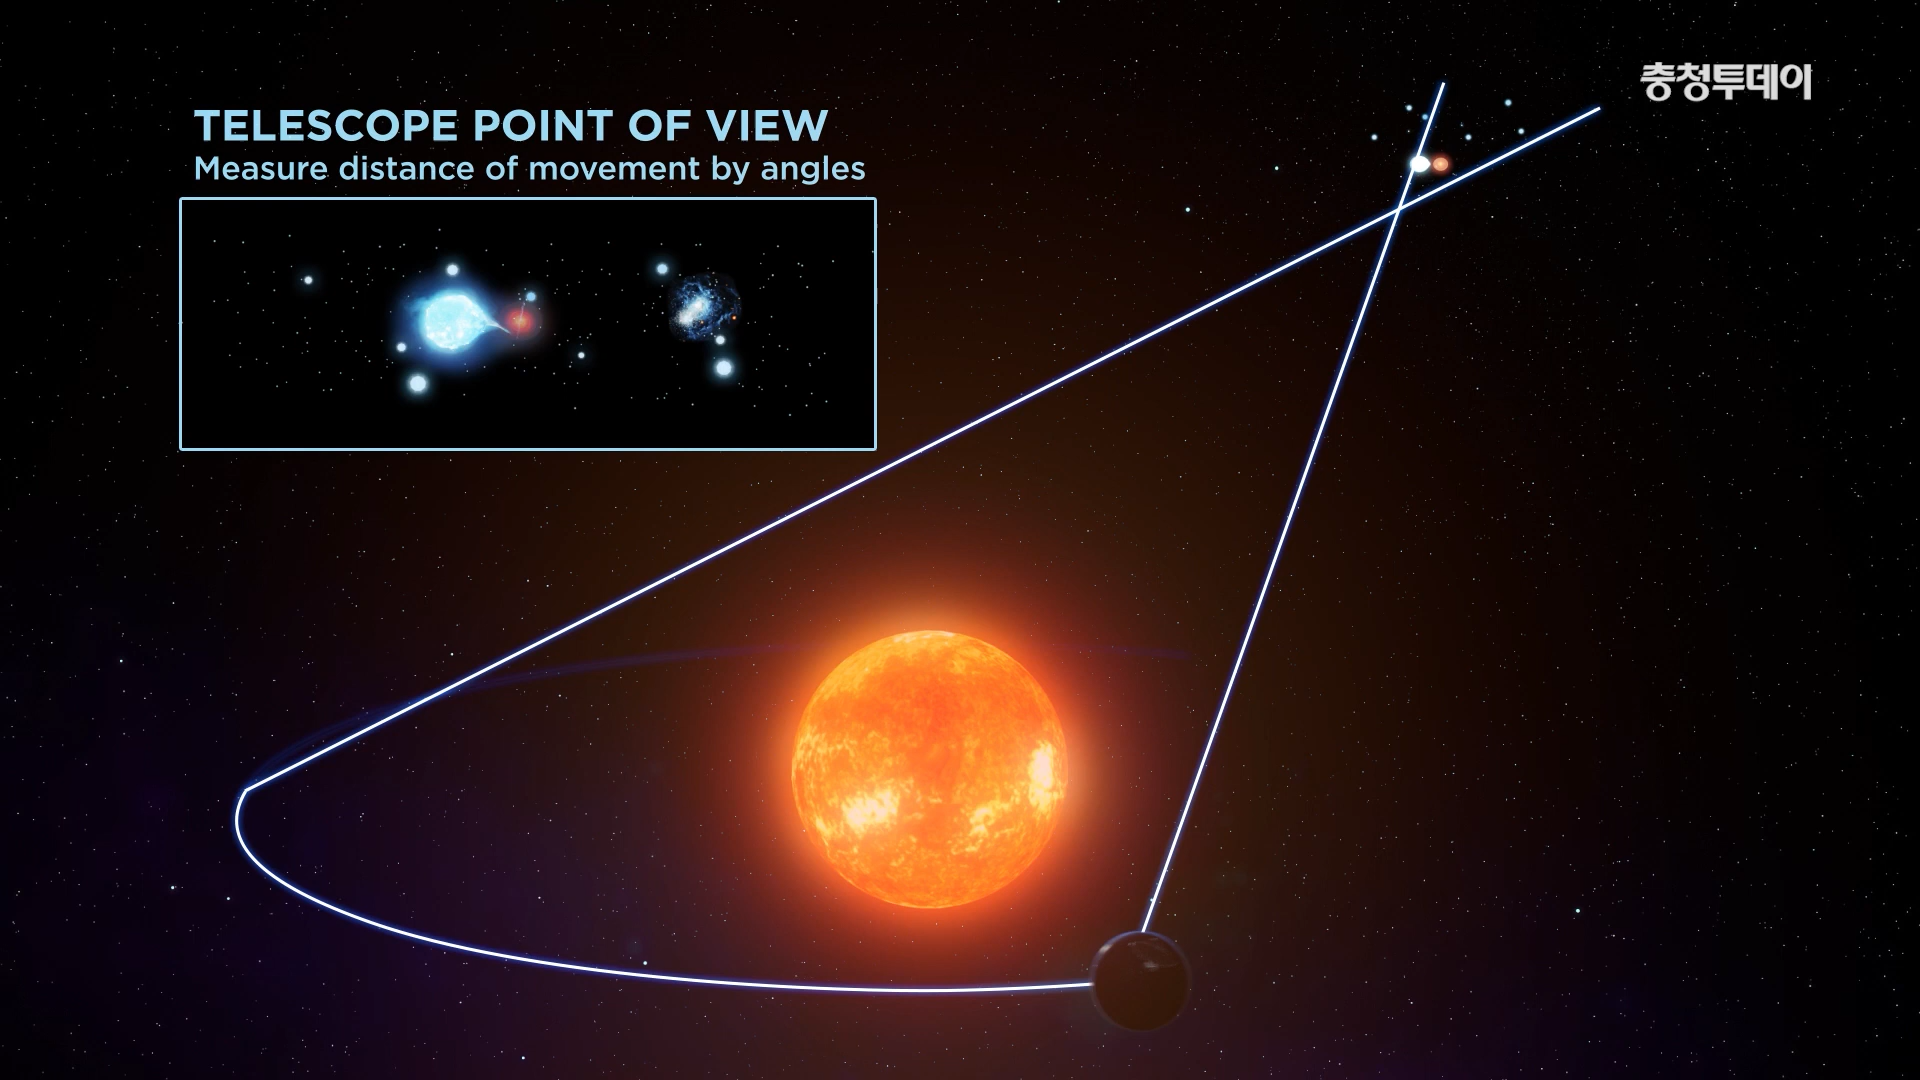 충청투데이
TELESCOPE POINT OF VIEW
Measure distance of movement by angles